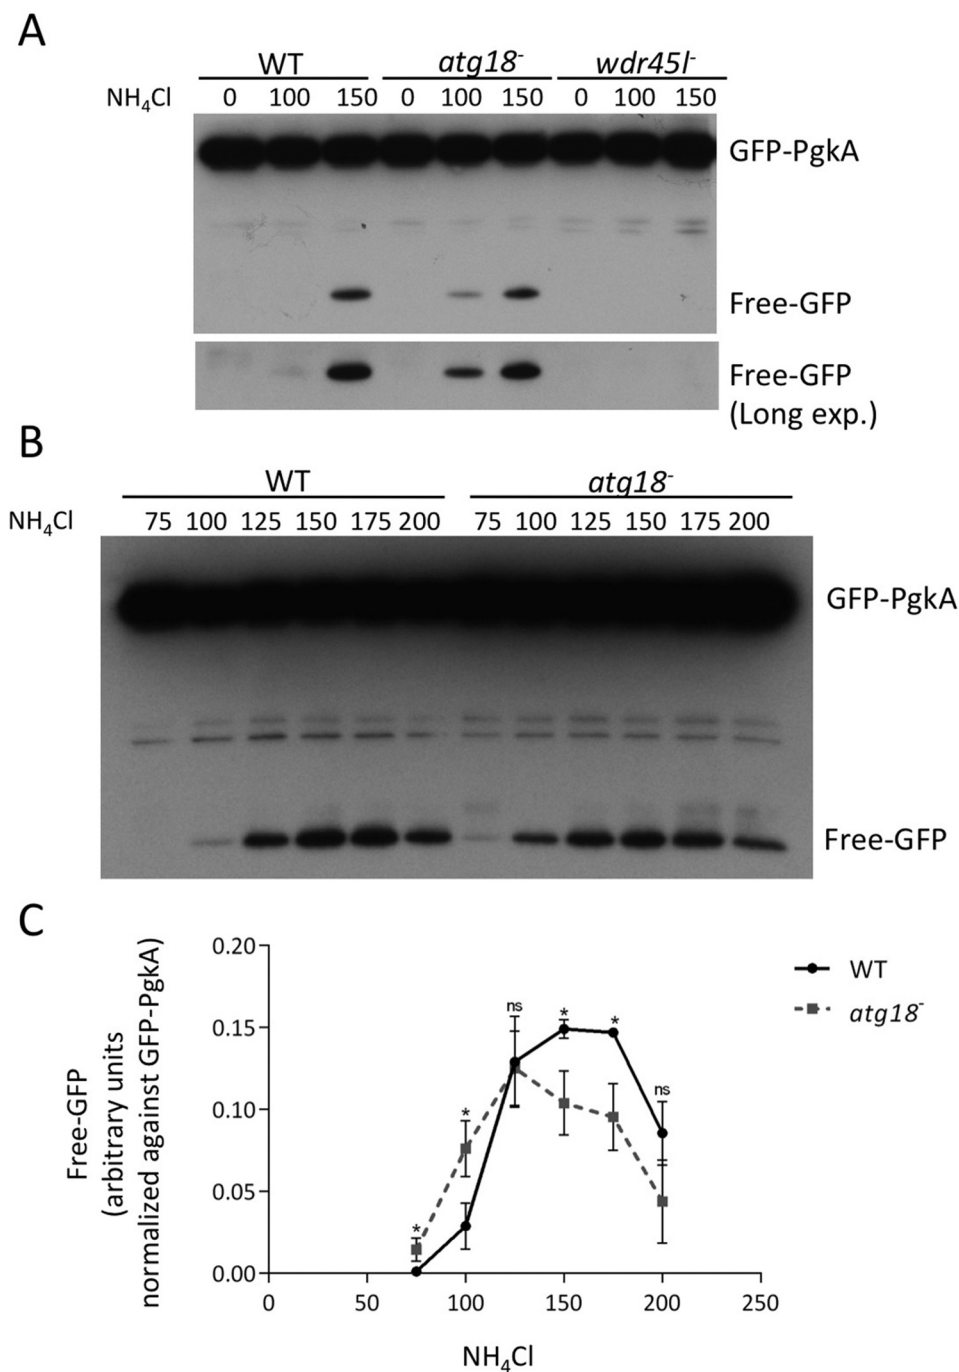 A
WT atg18- wdr45l-
NH4Cl 0 100 150 0 100 150 0 100 150
GFP-PgkA
Free-GFP
Free-GFP
(Long exp.)
B
WT atg18-
NH4Cl 75 100 125 150 175 200 75 100 125 150 175 200
GFP-PgkA
Free-GFP
C
Free-GFP
(arbitrary units
normalized against GFP-PgkA)
0.20
0.15
0.10
0.05
0.00
* * ns * * ns
0 50 100 150 200 250
NH4Cl
WT
atg18-